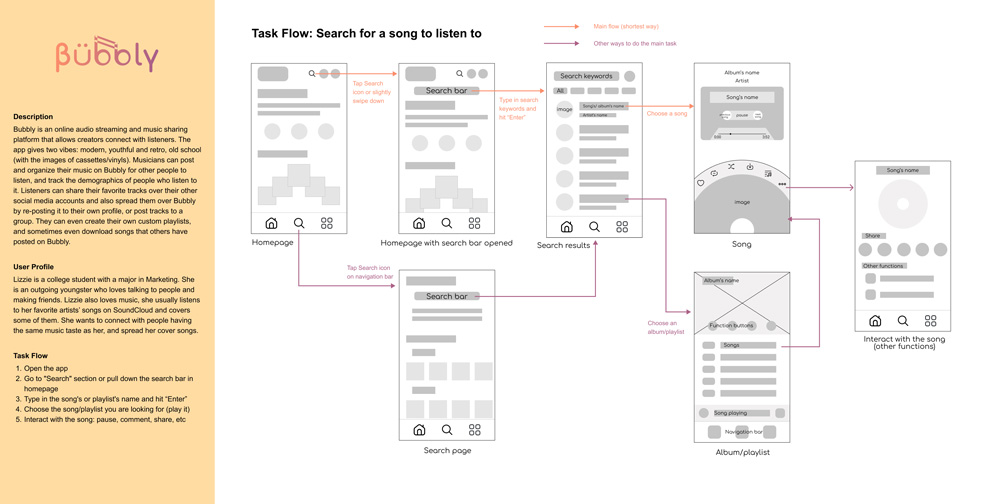 βübbly
Description
Bubbly is an online audio streaming and music sharing
platform that allows creators connect with listeners. The
app gives two vibes: modern, youthful and retro, old school
(with the images of cassettes/vinyls). Musicians can post
and organize their music on Bubbly for other people to
listen, and track the demographics of people who listen to
it. Listeners can share their favorite tracks over their other
social media accounts and also spread them over Bubbly
by re-posting it to their own profile, or post tracks to a
group. They can even create their own custom playlists,
and sometimes even download songs that others have
posted on Bubbly.
User Profile
Lizzie is a college student with a major in Marketing. She
is an outgoing youngster who loves talking to people and
making friends. Lizzie also loves music, she usually listens
to her favorite artists' songs on SoundCloud and covers
some of them. She wants to connect with people having
the same music taste as her, and spread her cover songs.
Task Flow
1. Open the app
2. Go to "Search" section or pull down the search bar in
homepage
3. Type in the song's or playlist's name and hit "Enter"
4. Choose the song/playlist you are looking for (play it)
5. Interact with the song: pause, comment, share, etc
Task Flow: Search for a song to listen to
Main flow (shortest way)
Other ways to do the main task
Homepage
Tap Search
icon or slightly
swipe down
Search bar
Homepage with search bar opened
Type in search
keywords and
hit "Enter"
Search keywords
All
image
Song's/ album's name
Artist's name
Search results
Choose a song
Album's name
Artist
Song's name
pause
0:00
3:02
image
Song
Song's name
Share
Other functions
Interact with the song
(other functions)
Tap Search icon
on navigation bar
Search bar
Search page
Choose an
album/playlist
Album's name
Function buttons
Songs
Song playing
Navigation bar
Album/playlist